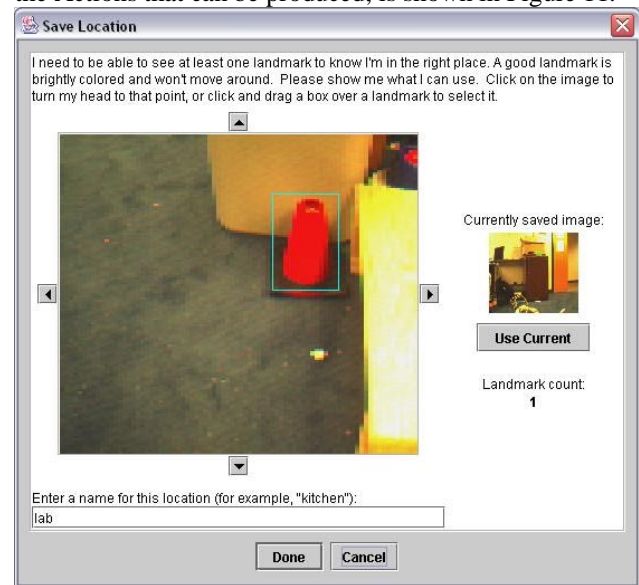 the Actions that can be produced, is shown in Figure 11.
Save Location
I need to be able to see at least one landmark to know I'm in the right place. A good landmark is
brightly colored and won't move around. Please show me what I can use. Click on the image to
turn my head to that point, or click and drag a box over a landmark to select it.
Currently saved image:
Use Current
Landmark count:
1
Enter a name for this location (for example, "kitchen"):
lab
Done Cancel